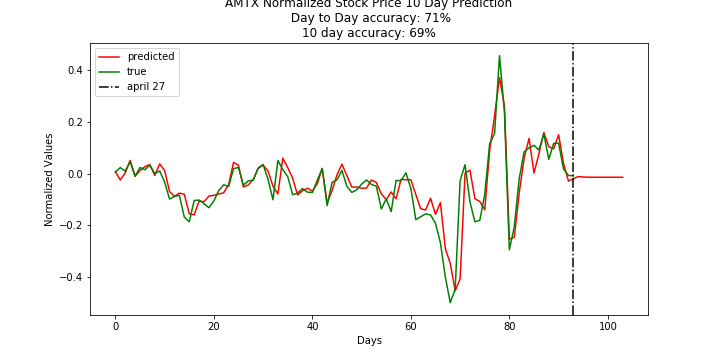 AMTX Normalized Stock Price 10 Day Prediction
Day to Day accuracy: 71%
10 day accuracy: 69%
predicted
true
april 27
Normalized Values
0.4
0.2
0.0
−0.2
−0.4
0
20
40
60
80
100
Days